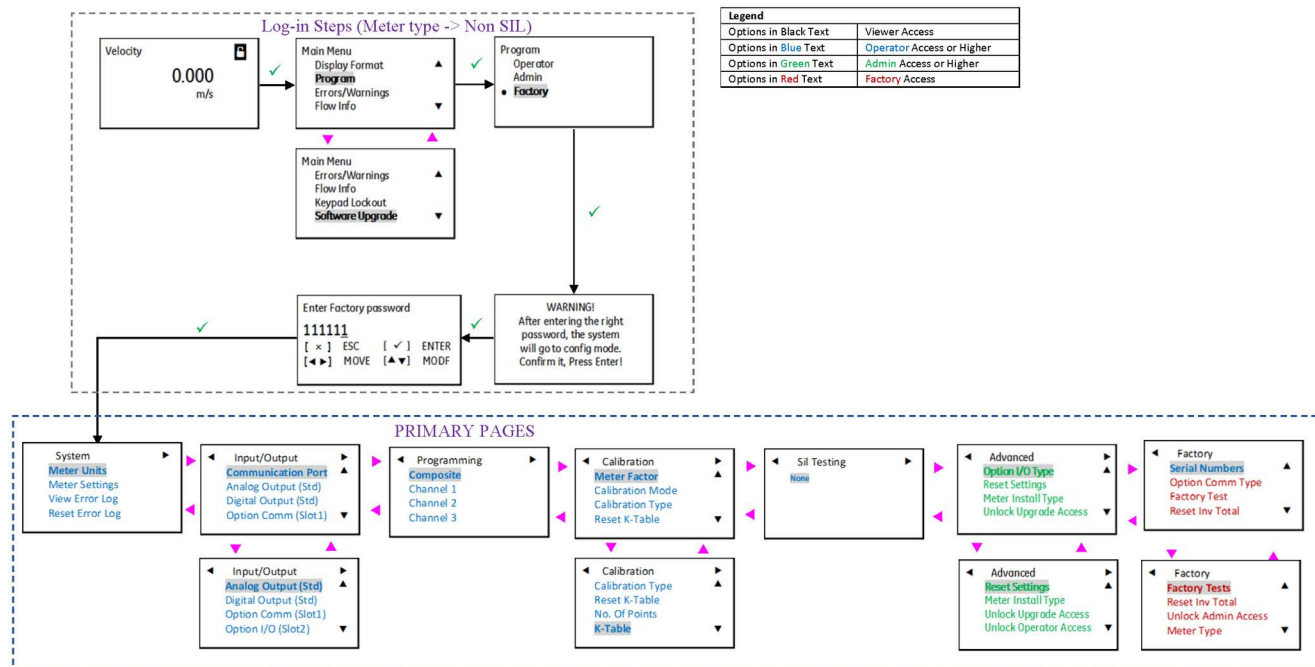 Log-in Steps (Meter type -> Non SIL)
Legend
Options in Black Text Viewer Access
Options in Blue Text Operator Access or Higher
Options in Green Text Admin Access or Higher
Options in Red Text Factory Access
Velocity
0.000
m/s
Main Menu
Display Format
Program
Errors/Warnings
Flow Info
Program
Operator
Admin
Factory
Main Menu
Errors/Warnings
Flow Info
Keypad Lockout
Software Upgrade
Enter Factory password
111111
[ × ] ESC [ ✓ ] ENTER
[◄ ►] MOVE [▲▼] MODF
WARNING!
After entering the right
password, the system
will go to config mode.
Confirm it, Press Enter!
PRIMARY PAGES
System
Meter Units
Meter Settings
View Error Log
Reset Error Log
Input/Output
Communication Port
Analog Output (Std)
Digital Output (Std)
Option Comm (Slot1)
Programming
Composite
Channel 1
Channel 2
Channel 3
Calibration
Meter Factor
Calibration Mode
Calibration Type
Reset K-Table
Sil Testing
None
Advanced
Option I/O Type
Reset Settings
Meter Install Type
Unlock Upgrade Access
Factory
Serial Numbers
Option Comm Type
Factory Test
Reset Inv Total
Input/Output
Analog Output (Std)
Digital Output (Std)
Option Comm (Slot1)
Option I/O (Slot2)
Calibration
Calibration Type
Reset K-Table
No. Of Points
K-Table
Advanced
Reset Settings
Meter Install Type
Unlock Upgrade Access
Unlock Operator Access
Factory
Factory Tests
Reset Inv Total
Unlock Admin Access
Meter Type